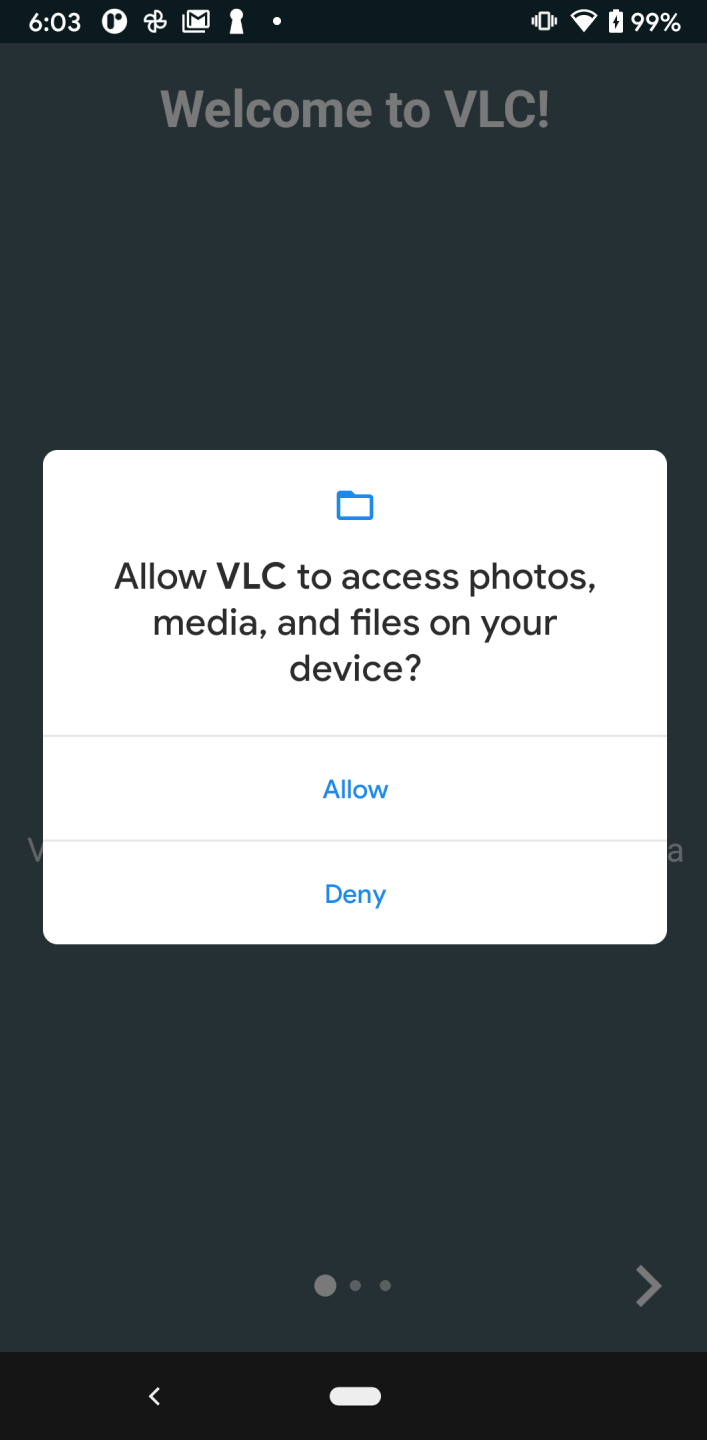 6:03
99%
Welcome to VLC!
Allow VLC to access photos,
media, and files on your
device?
Allow
Deny